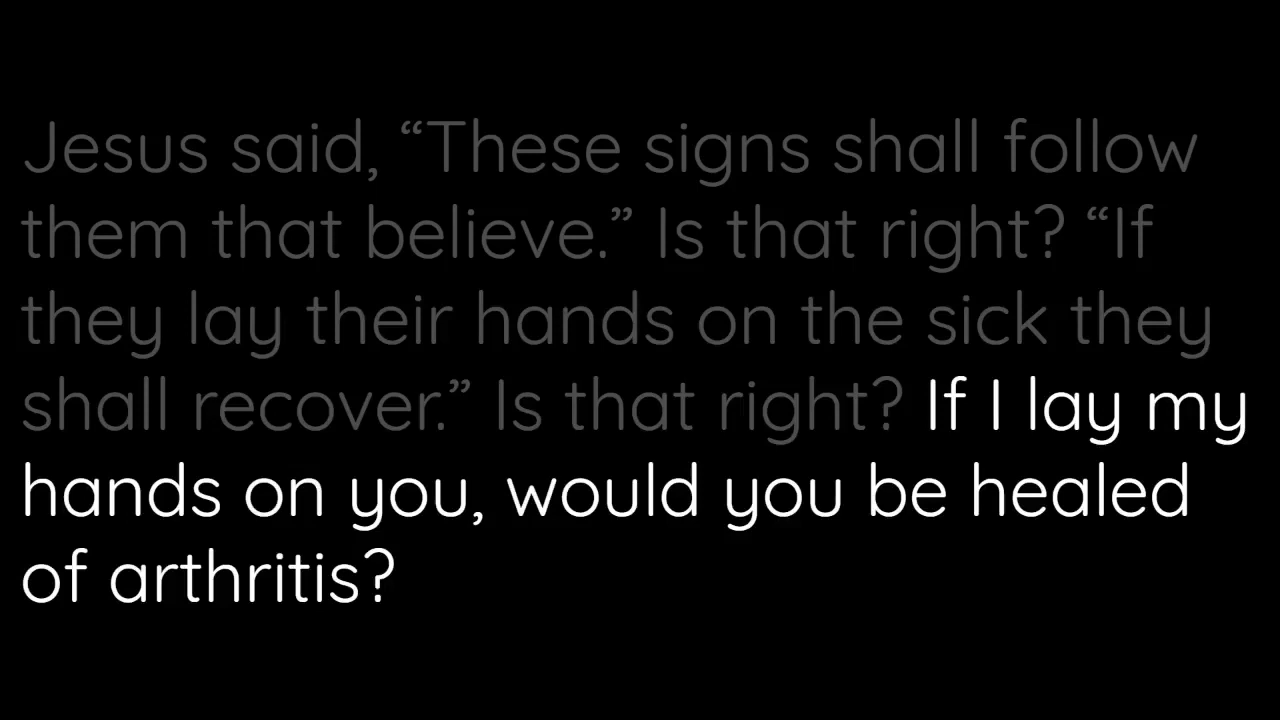 Jesus said, “These signs shall follow
them that believe.” Is that right? “If
they lay their hands on the sick they
shall recover.” Is that right? If I lay my
hands on you, would you be healed
of arthritis?